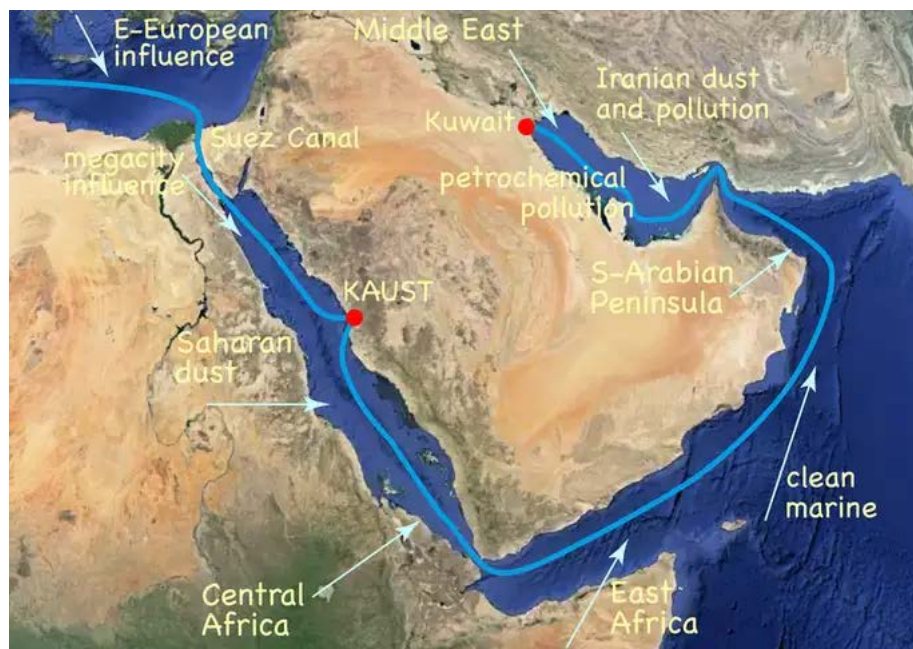 E-European
influence
Middle East
Iranian dust
and pollution
Kuwait
Suez Canal
megacity
influence
petrochemical
pollution
S-Arabian
Peninsula
KAUST
Saharan
dust
clean
marine
Central
Africa
East
Africa